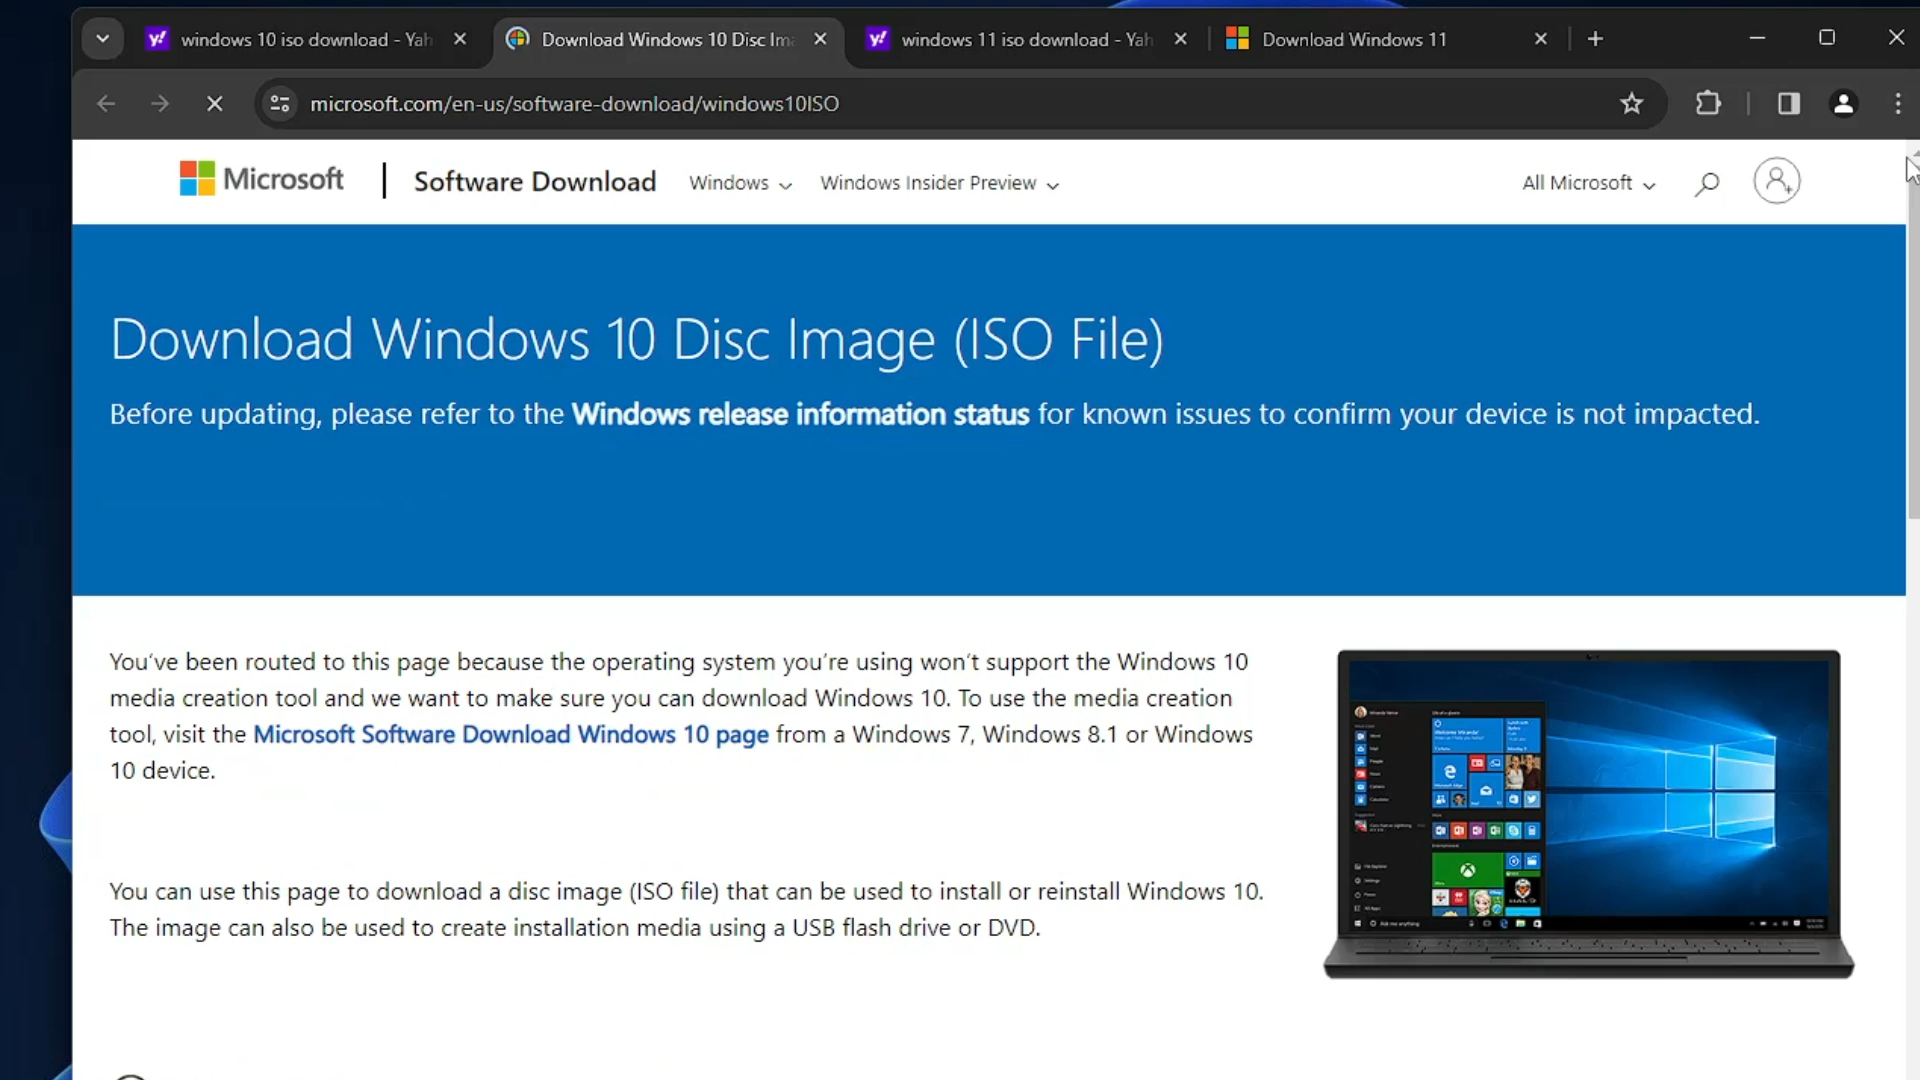 windows 10 iso download - Yah
Download Windows 10 Disc Im
windows 11 iso download - Yah
Download Windows 11
microsoft.com/en-us/software-download/windows10ISO
Microsoft
Software Download
Windows
Windows Insider Preview
All Microsoft
Download Windows 10 Disc Image (ISO File)
Before updating, please refer to the Windows release information status for known issues to confirm your device is not impacted.
You've been routed to this page because the operating system you're using won't support the Windows 10
media creation tool and we want to make sure you can download Windows 10. To use the media creation
tool, visit the Microsoft Software Download Windows 10 page from a Windows 7, Windows 8.1 or Windows
10 device.
You can use this page to download a disc image (ISO file) that can be used to install or reinstall Windows 10.
The image can also be used to create installation media using a USB flash drive or DVD.